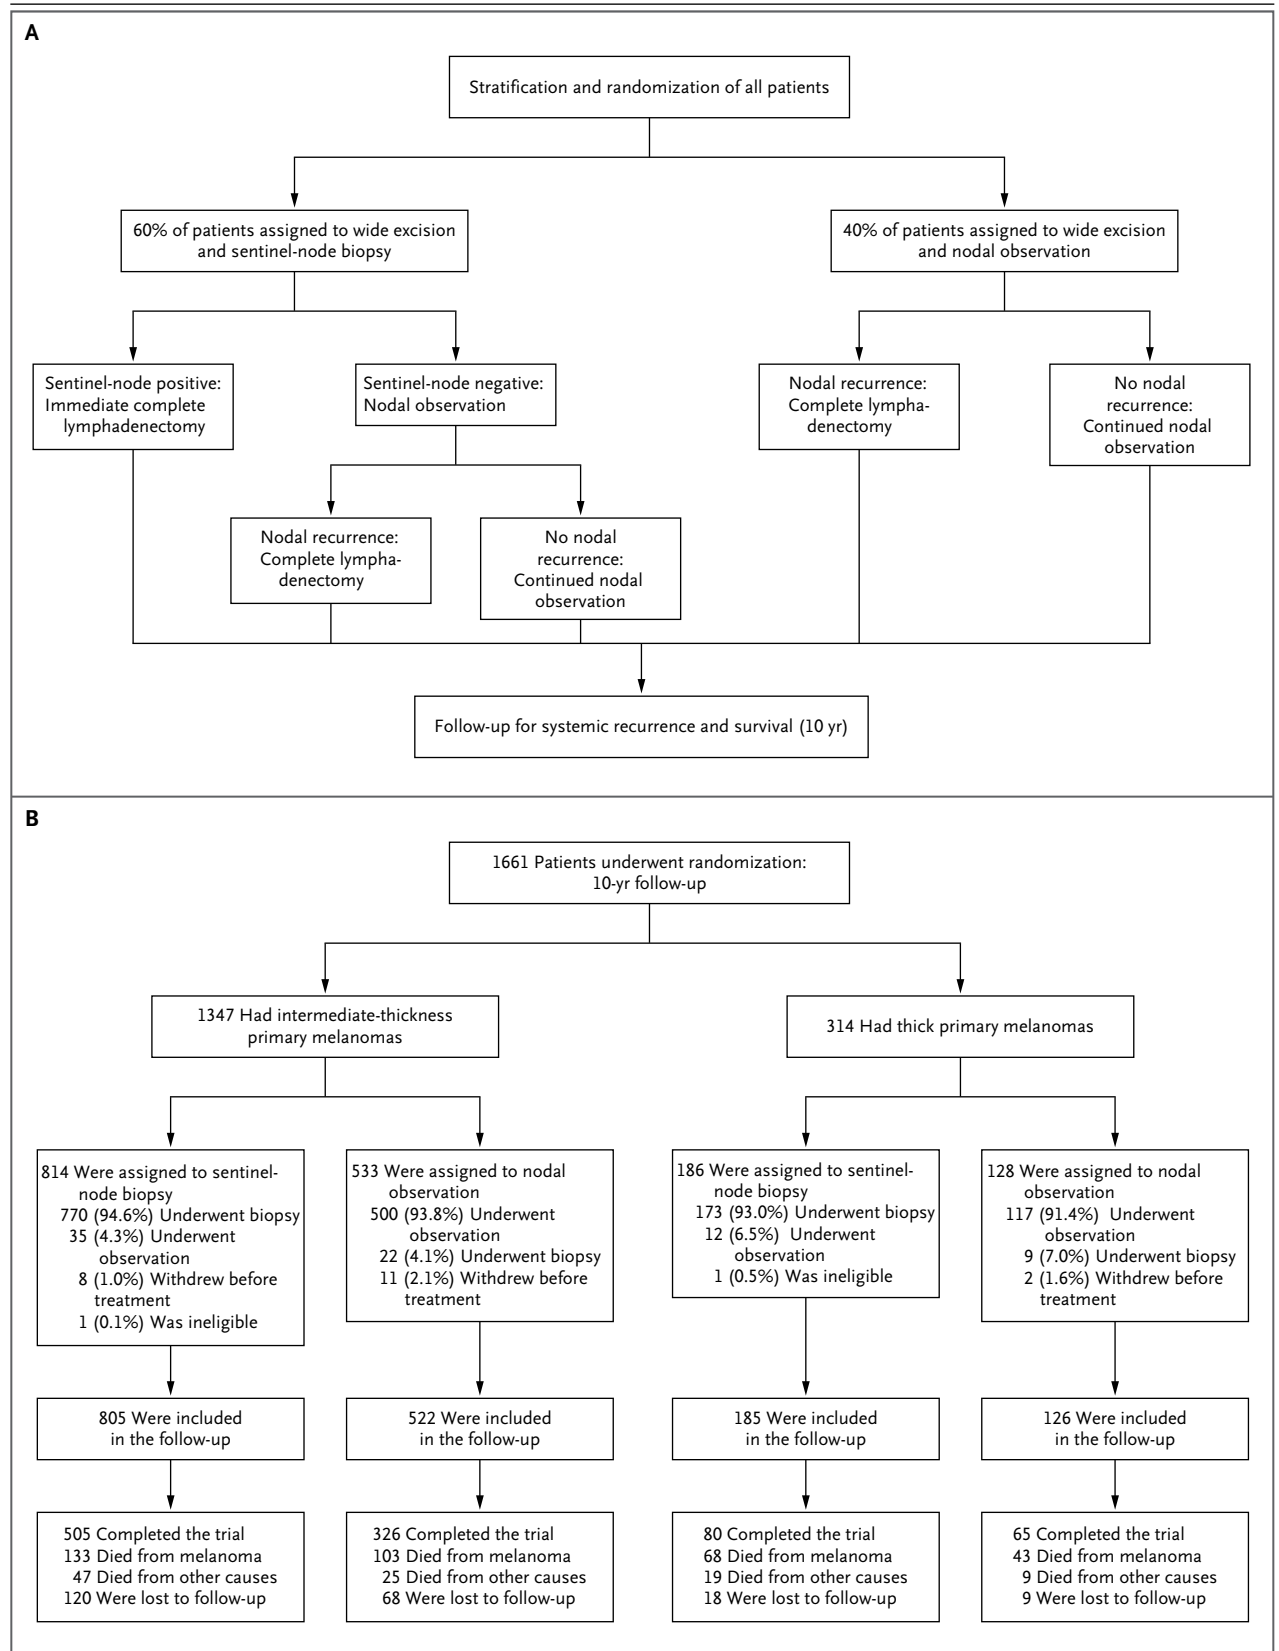 A
Stratification and randomization of all patients
60% of patients assigned to wide excision
and sentinel-node biopsy
40% of patients assigned to wide excision
and nodal observation
Sentinel-node positive:
Immediate complete
lymphadenectomy
Sentinel-node negative:
Nodal observation
Nodal recurrence:
Complete lympha-
denectomy
No nodal
recurrence:
Continued nodal
observation
Nodal recurrence:
Complete lympha-
denectomy
No nodal
recurrence:
Continued nodal
observation
Follow-up for systemic recurrence and survival (10 yr)
B
1661 Patients underwent randomization:
10-yr follow-up
1347 Had intermediate-thickness
primary melanomas
314 Had thick primary melanomas
814 Were assigned to sentinel-
node biopsy
770 (94.6%) Underwent biopsy
35 (4.3%) Underwent
observation
8 (1.0%) Withdrew before
treatment
1 (0.1%) Was ineligible
533 Were assigned to nodal
observation
500 (93.8%) Underwent
observation
22 (4.1%) Underwent biopsy
11 (2.1%) Withdrew before
treatment
186 Were assigned to sentinel-
node biopsy
173 (93.0%) Underwent biopsy
12 (6.5%) Underwent
observation
1 (0.5%) Was ineligible
128 Were assigned to nodal
observation
117 (91.4%) Underwent
observation
9 (7.0%) Underwent biopsy
2 (1.6%) Withdrew before
treatment
805 Were included
in the follow-up
522 Were included
in the follow-up
185 Were included
in the follow-up
126 Were included
in the follow-up
505 Completed the trial
133 Died from melanoma
47 Died from other causes
120 Were lost to follow-up
326 Completed the trial
103 Died from melanoma
25 Died from other causes
68 Were lost to follow-up
80 Completed the trial
68 Died from melanoma
19 Died from other causes
18 Were lost to follow-up
65 Completed the trial
43 Died from melanoma
9 Died from other causes
9 Were lost to follow-up